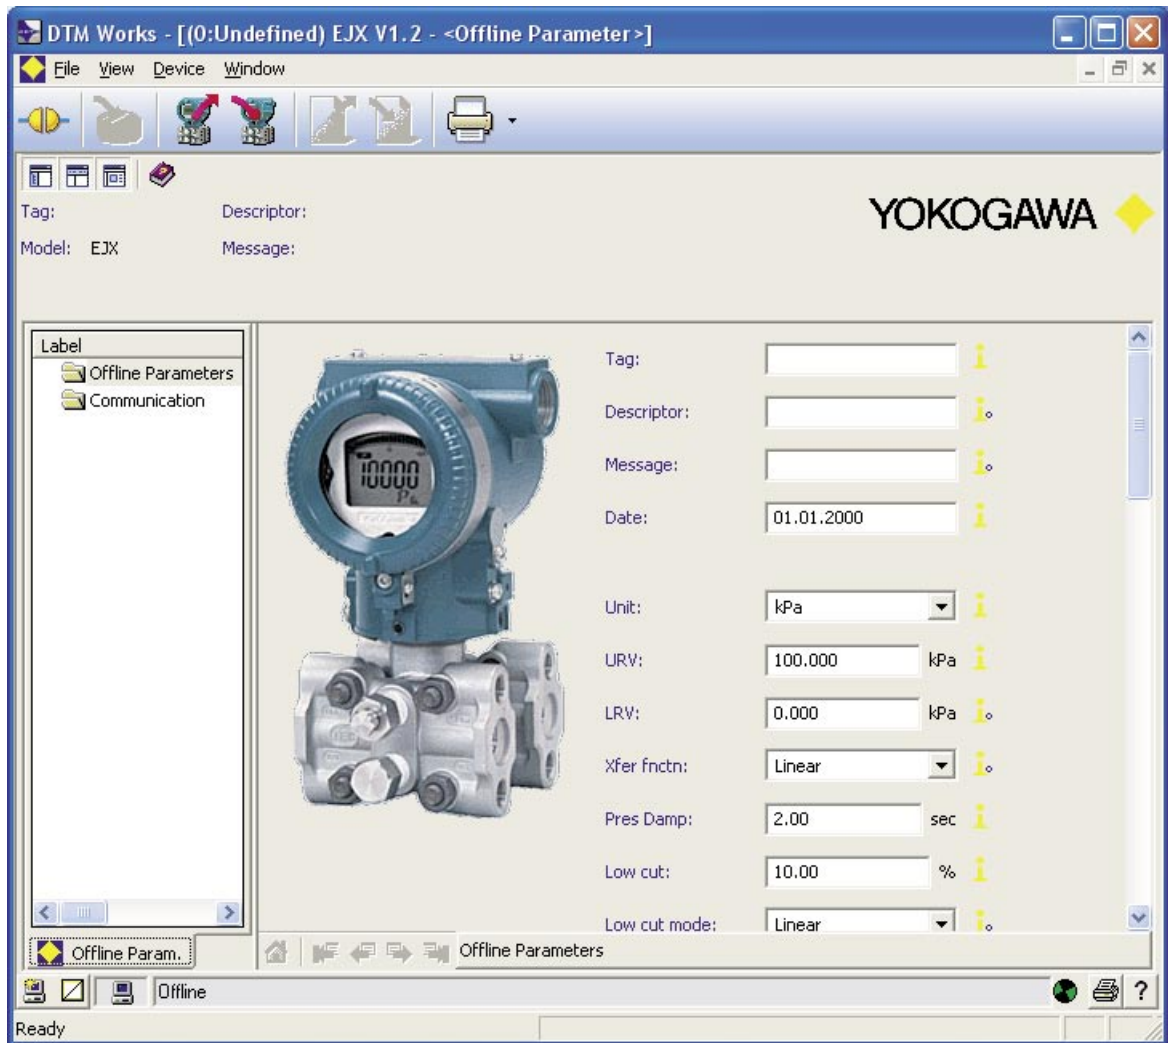 DTM Works - [(0:Undefined) EJX V1.2 - <Offline Parameter>]
File View Device Window
Tag: Descriptor:
YOKOGAWA
Model: EJX Message:
Label
Offline Parameters
Communication
10000
Pa
Tag:
Descriptor:
Message:
Date: 01.01.2000
Unit: kPa
URV: 100.000 kPa
LRV: 0.000 kPa
Xfer fnctn: Linear
Pres Damp: 2.00 sec
Low cut: 10.00 %
Low cut mode: Linear
Offline Param.
Offline Parameters
Offline
?
Ready